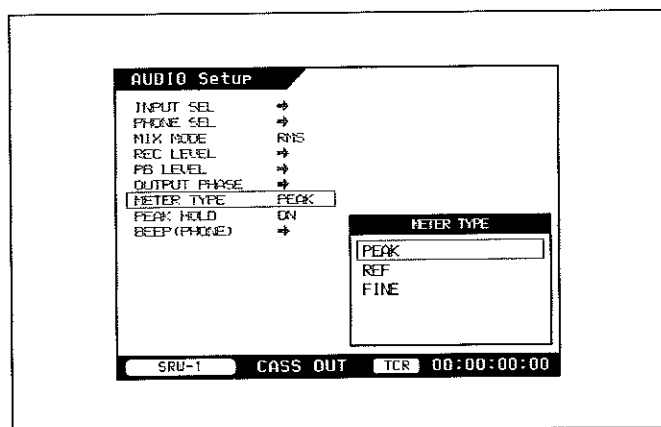 AUDIO Setup
INPUT SEL →
PHONE SEL →
MIX MODE RMS
REC LEVEL →
PB LEVEL →
OUTPUT PHASE →
METER TYPE PEAK
PEAK HOLD ON
BEEP(PHONE) →
METER TYPE
PEAK
REF
FINE
SRW-1 CASS OUT TCR 00:00:00:00